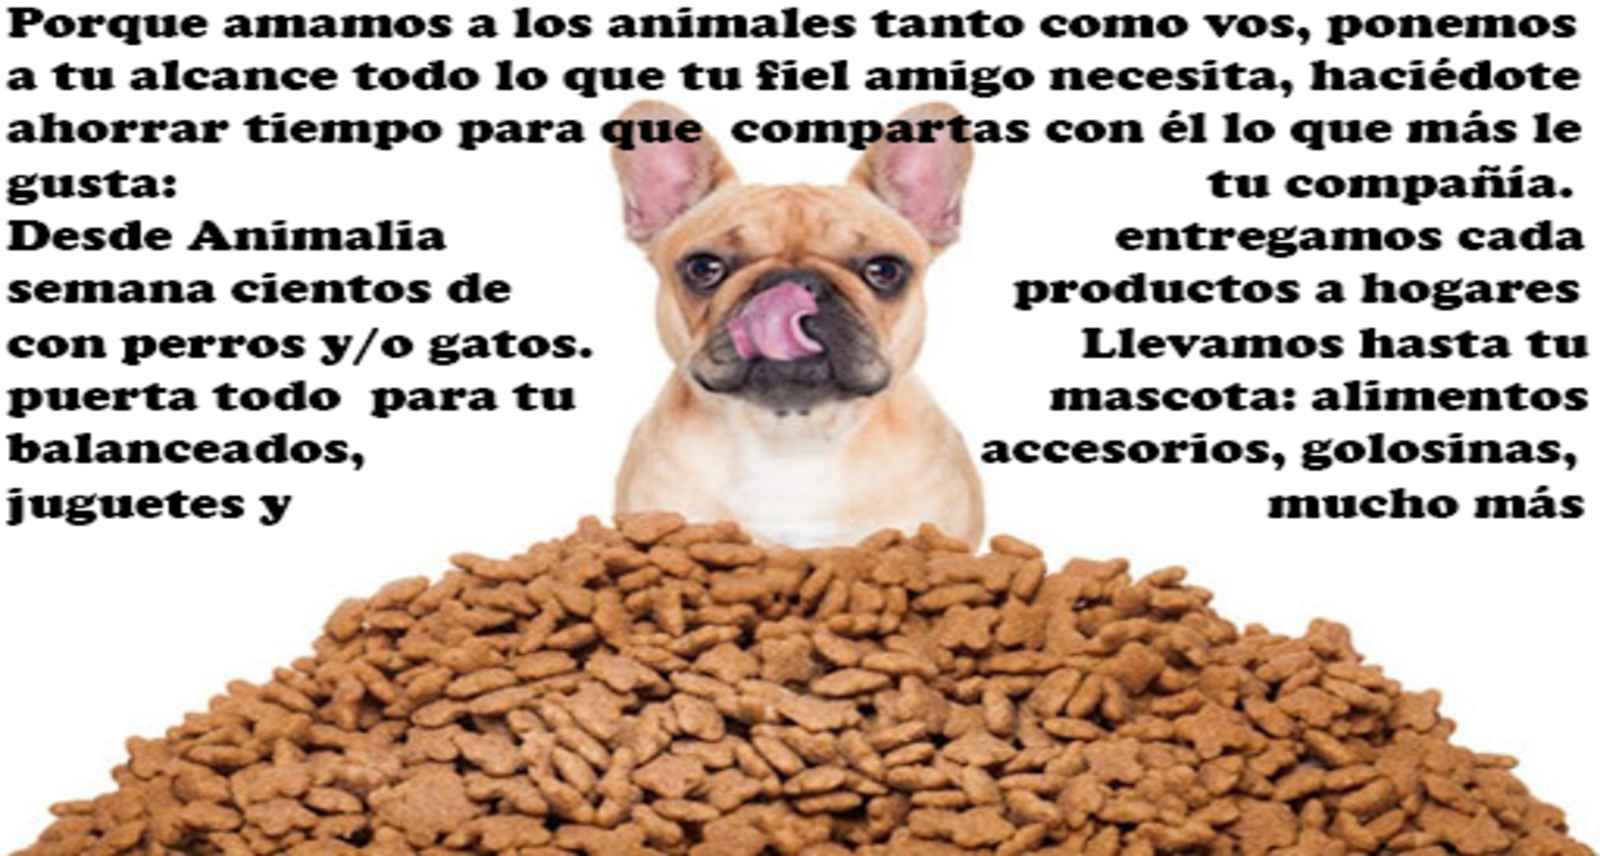 Porque amamos a los animales tanto como vos, ponemos
a tu alcance todo lo que tu fiel amigo necesita, haciédote
ahorrar tiempo para que compartas con él lo que más le
gusta: tu compañía.
Desde Animalia entregamos cada
semana cientos de productos a hogares
con perros y/o gatos. Llevamos hasta tu
puerta todo para tu mascota: alimentos
balanceados, accesorios, golosinas,
juguetes y mucho más